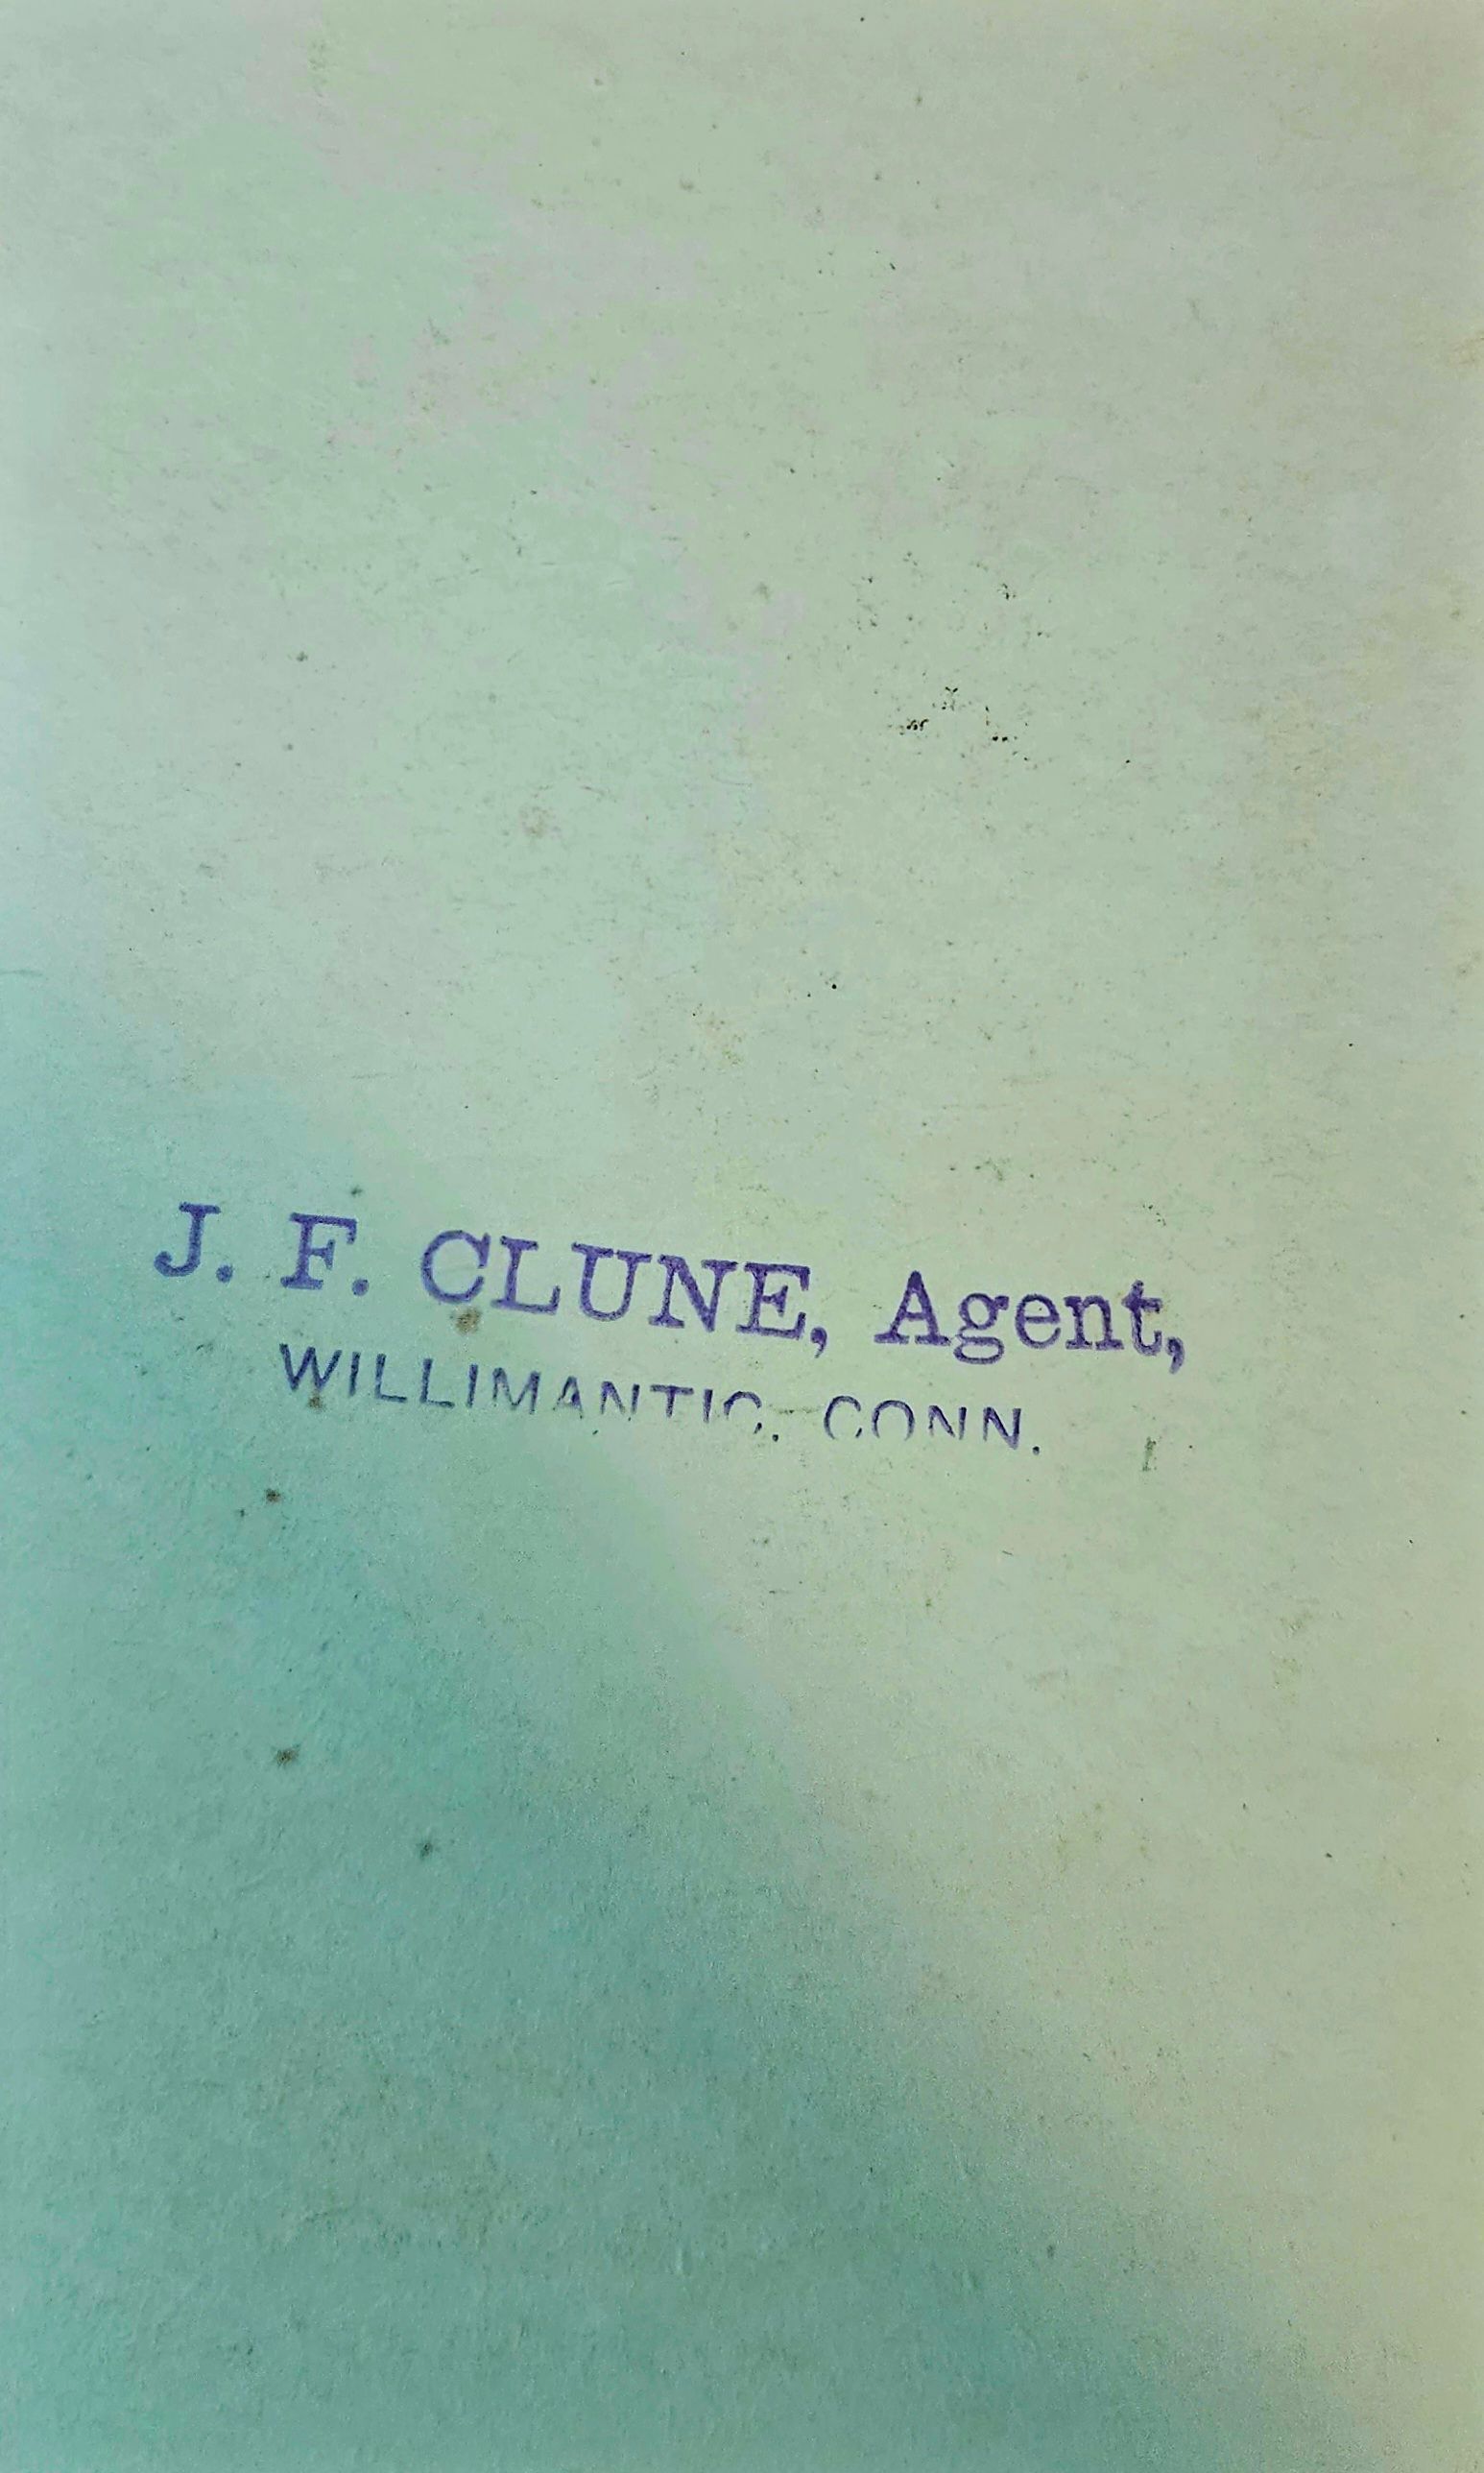 J. F. CLUNE, Agent,
WILLIMANTIC. CONN.